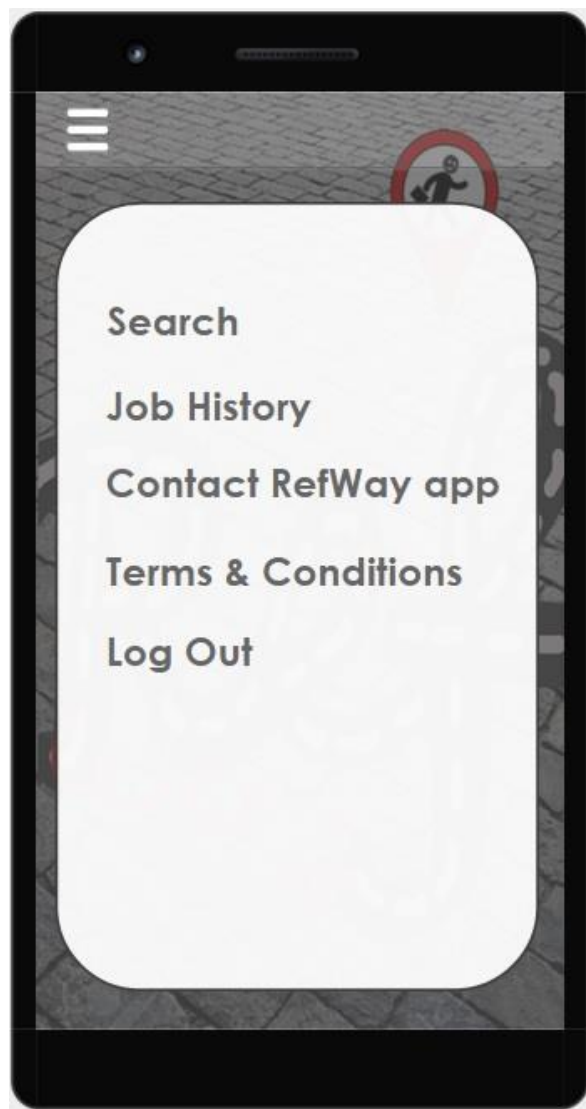 Search
Job History
Contact RefWay app
Terms & Conditions
Log Out